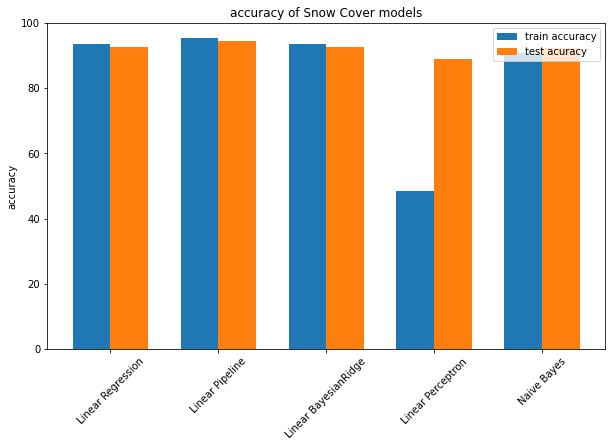 accuracy of Snow Cover models
train accuracy
test acuracy
accuracy
100
80
60
40
20
0
Linear Regression
Linear Pipeline
Linear BayesianRidge
Linear Perceptron
Naive Bayes